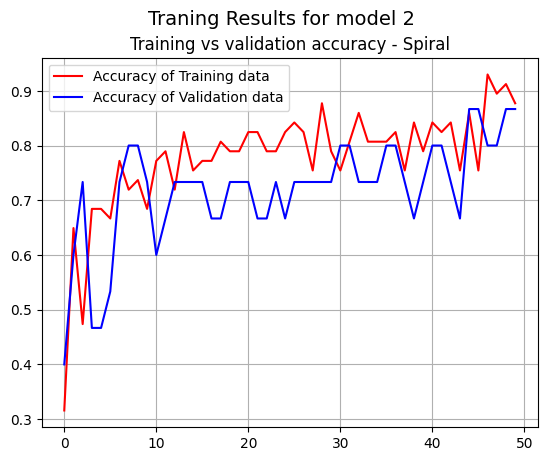 Traning Results for model 2
Training vs validation accuracy - Spiral
Accuracy of Training data
Accuracy of Validation data
0.9
0.8
0.7
0.6
0.5
0.4
0.3
0 10 20 30 40 50